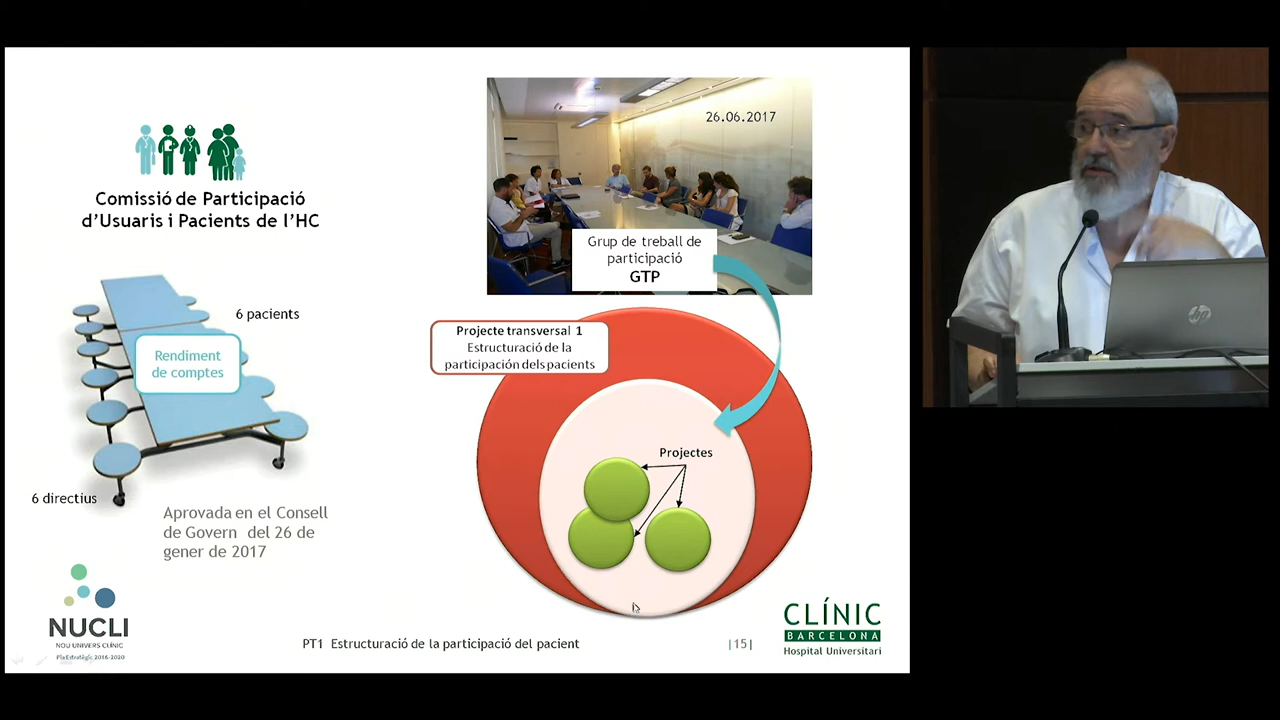 Comissió de Participació
d'Usuaris i Pacients de l'HC
6 pacients
Rendiment
de comptes
6 directius
Aprovada en el Consell
de Govern del 26 de
gener de 2017
26.06.2017
Grup de treball de
participació
GTP
Projecte transversal 1
Estructuració de la
participación dels pacients
Projectes
NUCLI
NOU UNIVERS CLÍNIC
Pla Estratègic 2016-2020
PT1 Estructuració de la participació del pacient
|15|
CLÍNIC
BARCELONA
Hospital Universitari
hp